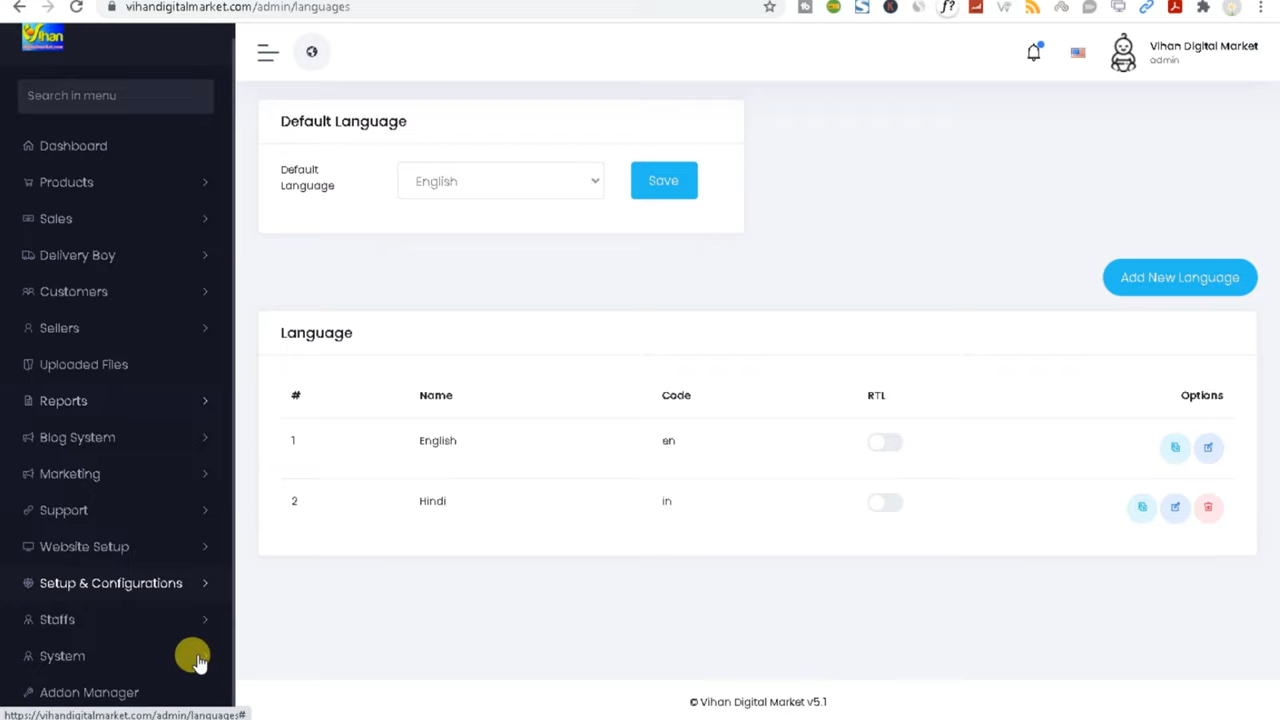 vihandigitalmarket.com/admin/languages
Vihan
Search in menu
Dashboard
Products
Sales
Delivery Boy
Customers
Sellers
Uploaded Files
Reports
Blog System
Marketing
Support
Website Setup
Setup & Configurations
Staffs
System
Addon Manager
https://vihandigitalmarket.com/admin/languages#
Vihan Digital Market
admin
Default Language
Default
Language
English
Save
Add New Language
Language
# Name Code RTL Options
1 English en
2 Hindi in
© Vihan Digital Market v5.1